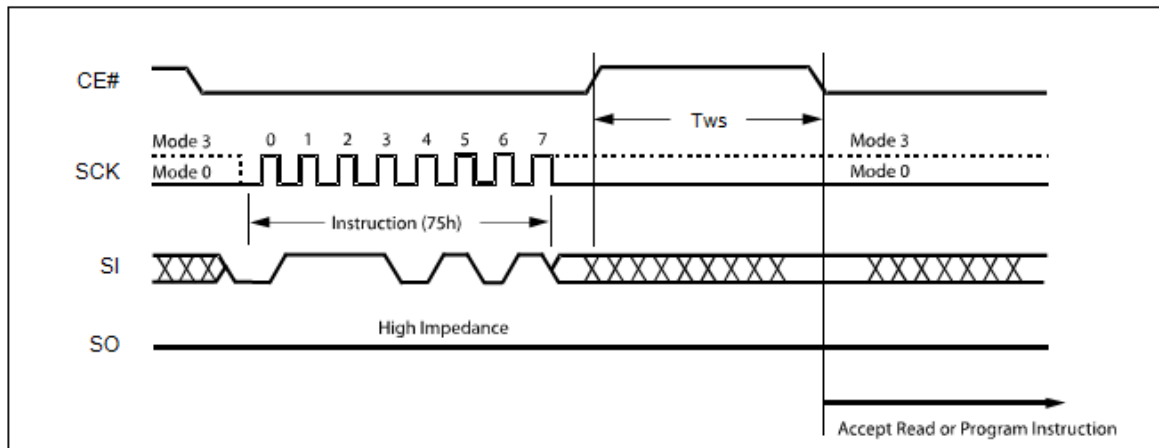 CE#
Tws
Mode 3
0 1 2 3 4 5 6 7
Mode 3
SCK
Mode 0
Mode 0
Instruction (75h)
SI
High Impedance
SO
Accept Read or Program Instruction